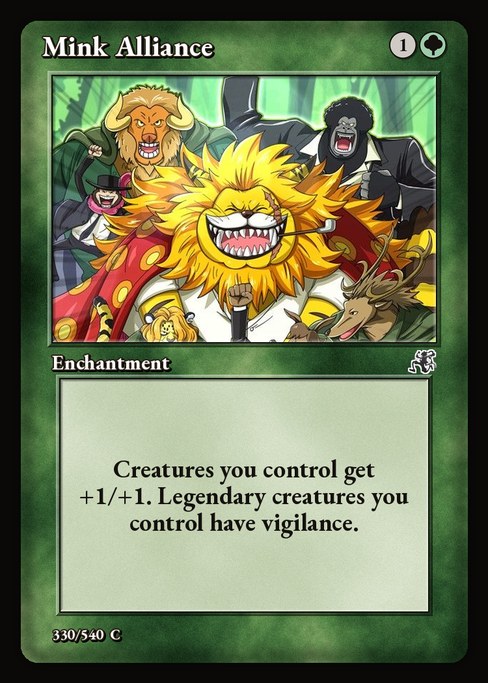 Mink Alliance 1
Enchantment
Creatures you control get
+1/+1. Legendary creatures you
control have vigilance.
330/540 C